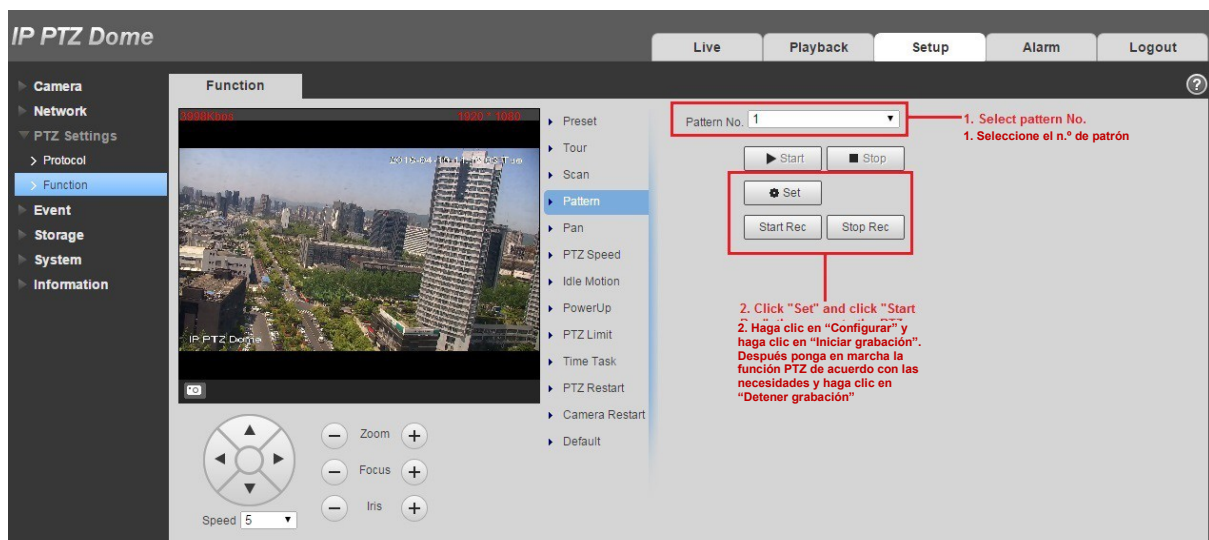 IP PTZ Dome
Live
Playback
Setup
Alarm
Logout
Camera
Network
PTZ Settings
Protocol
Function
Event
Storage
System
Information
Function
?
1920 * 1080
IP PTZ Dome
Zoom
Focus
Iris
Speed 5
Preset
Tour
Scan
Pattern
Pan
PTZ Speed
Idle Motion
PowerUp
PTZ Limit
Time Task
PTZ Restart
Camera Restart
Default
Pattern No. 1
Start
Stop
Set
Start Rec
Stop Rec
1. Select pattern No.
1. Seleccione el n.º de patrón
2. Click "Set" and click "Start
2. Haga clic en “Configurar” y
haga clic en “Iniciar grabación”.
Después ponga en marcha la
función PTZ de acuerdo con las
necesidades y haga clic en
“Detener grabación”